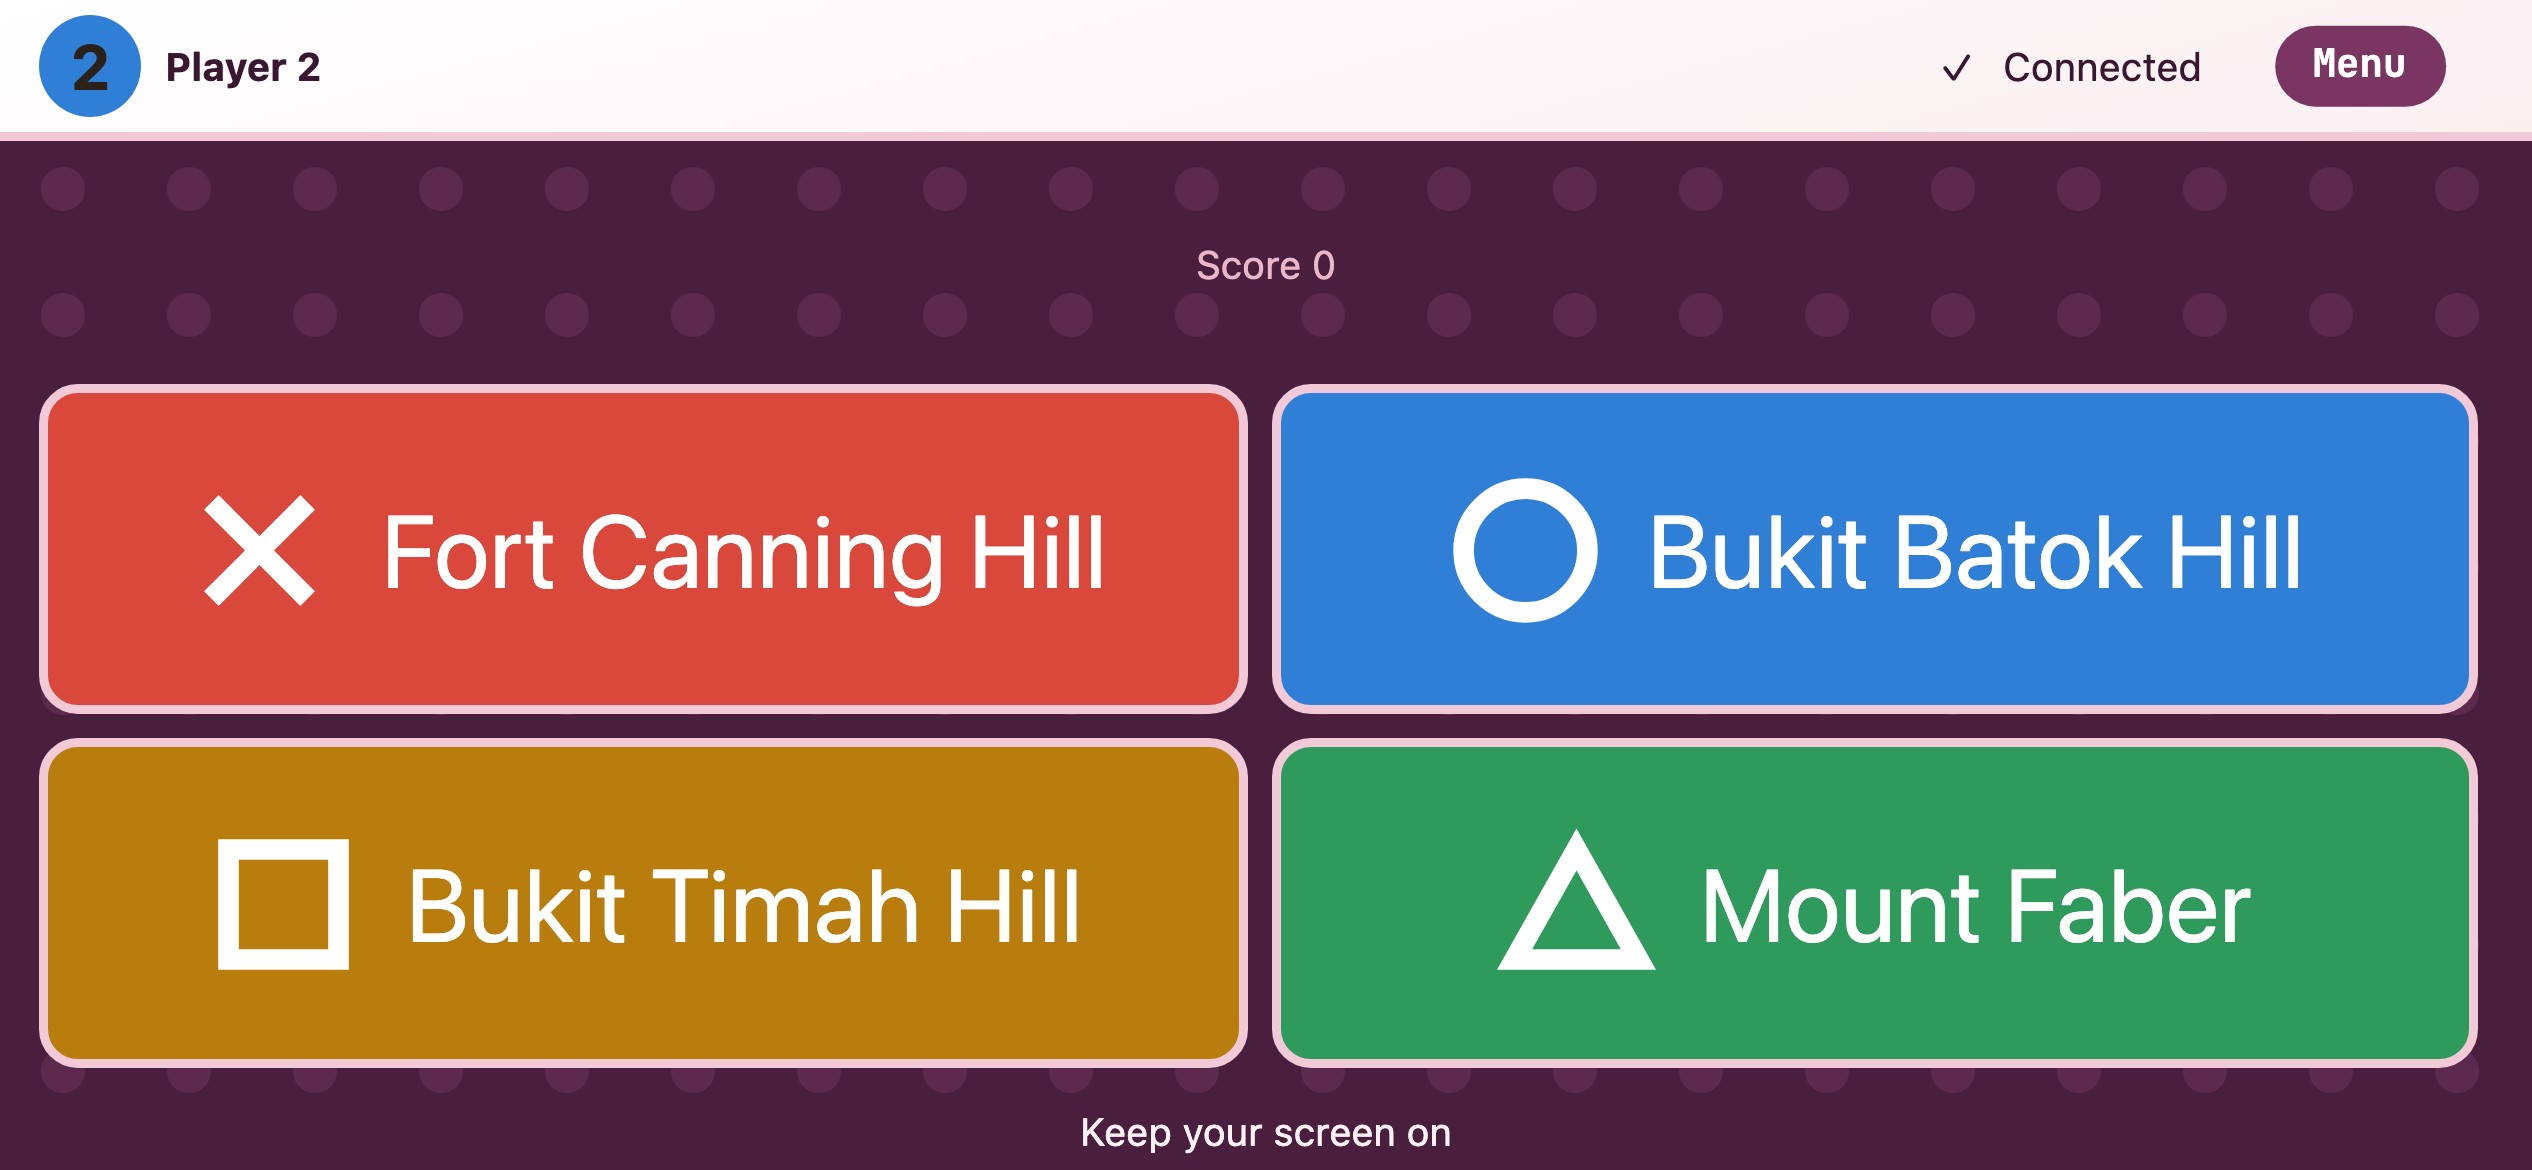 2 Player 2 ✓ Connected Menu
Score 0
Fort Canning Hill
Bukit Batok Hill
Bukit Timah Hill
Mount Faber
Keep your screen on